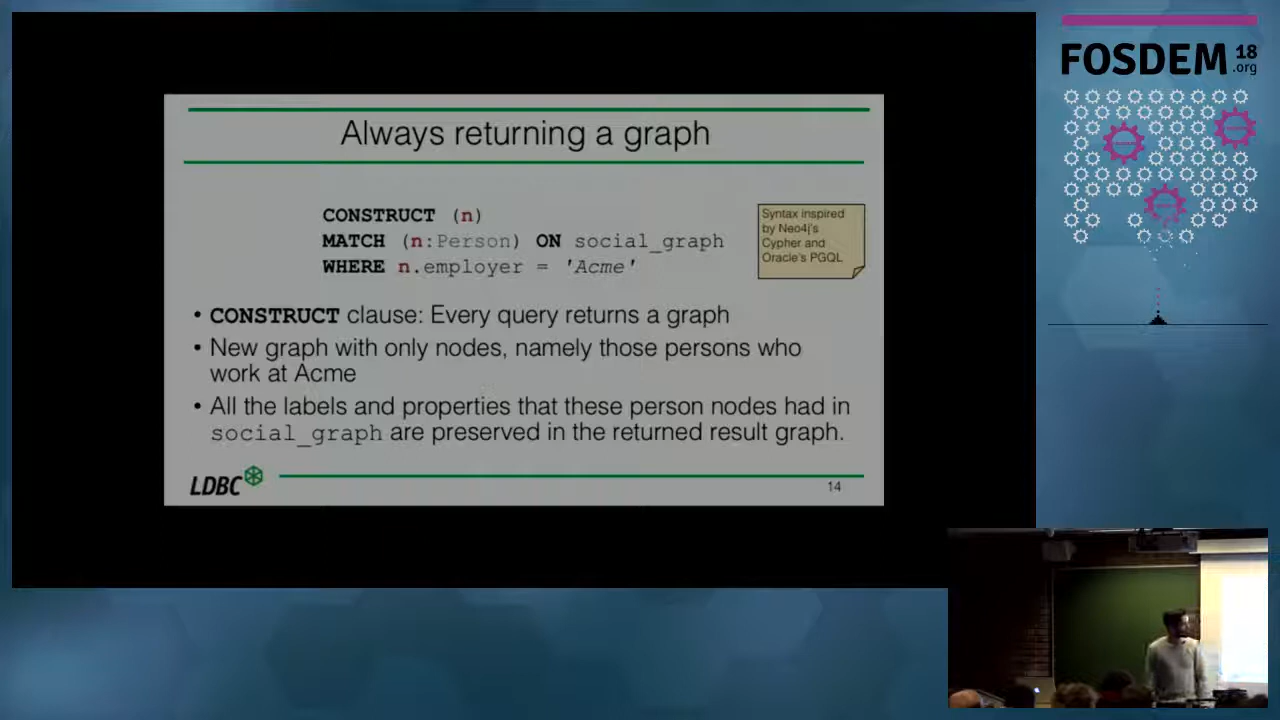 FOSDEM 18
.org
Always returning a graph
CONSTRUCT (n)
MATCH (n:Person) ON social_graph
WHERE n.employer = 'Acme'
Syntax inspired
by Neo4j's
Cypher and
Oracle's PGQL
• CONSTRUCT clause: Every query returns a graph
• New graph with only nodes, namely those persons who
work at Acme
• All the labels and properties that these person nodes had in
social_graph are preserved in the returned result graph.
LDBC
14